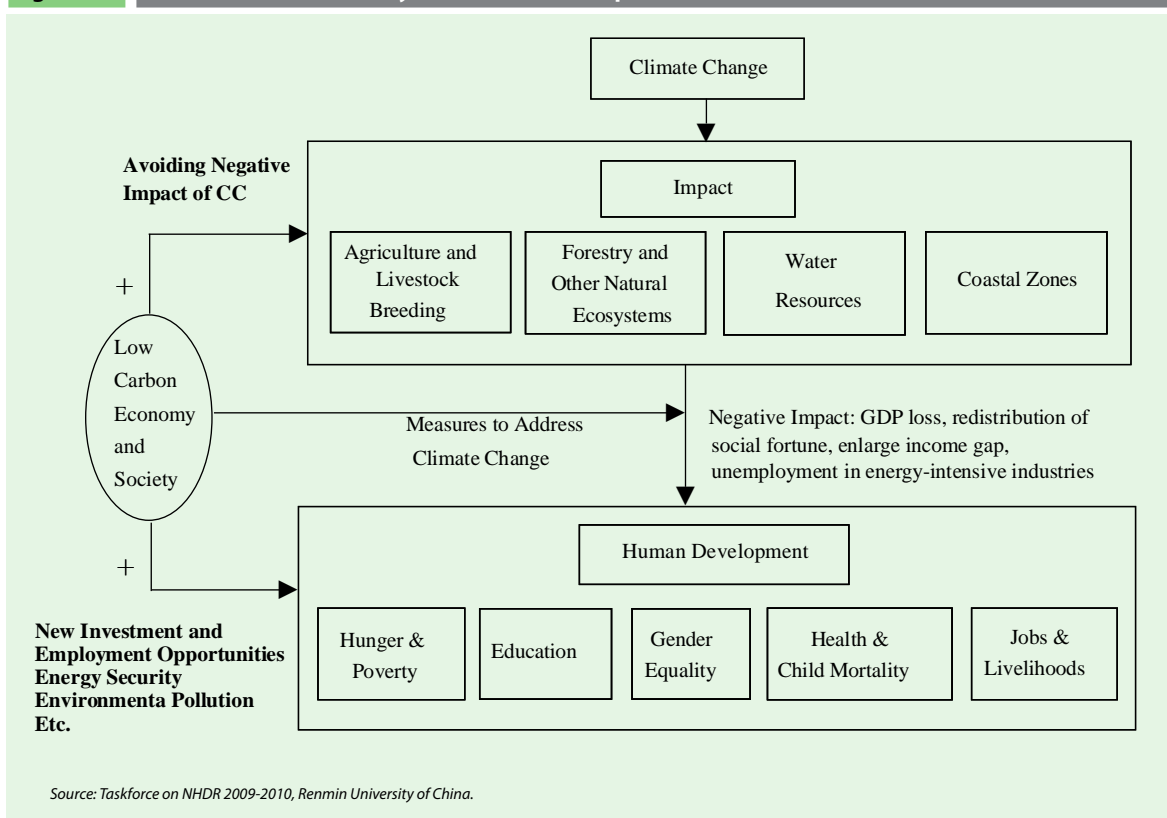 Climate Change
Avoiding Negative
Impact of CC
Impact
Agriculture and
Livestock
Breeding
Forestry and
Other Natural
Ecosystems
Water
Resources
Coastal Zones
+
Low
Carbon
Economy
and
Society
Measures to Address
Climate Change
Negative Impact: GDP loss, redistribution of
social fortune, enlarge income gap,
unemployment in energy-intensive industries
+
Human Development
New Investment and
Employment Opportunities
Energy Security
Environmenta Pollution
Etc.
Hunger &
Poverty
Education
Gender
Equality
Health &
Child Mortality
Jobs &
Livelihoods
Source: Taskforce on NHDR 2009-2010, Renmin University of China.